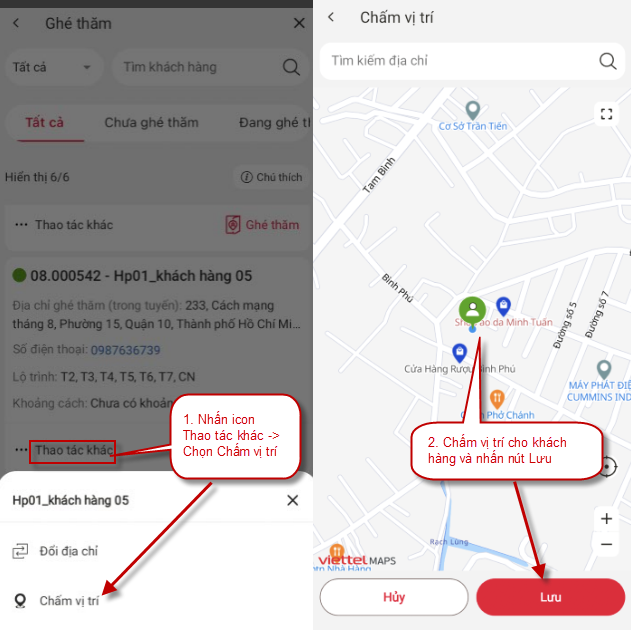 Ghé thăm
Tất cả
Tìm khách hàng
Tất cả
Chưa ghé thăm
Đang ghé
Hiển thị 6/6
Chú thích
Thao tác khác
Ghé thăm
08.000542 - Hp01_khách hàng 05
Địa chỉ ghé thăm (trong tuyến): 233, Cách mạng
tháng 8, Phường 15, Quận 10, Thành phố Hồ Chí Mi...
Số điện thoại: 0987636739
Lộ trình: T2, T3, T4, T5, T6, T7, CN
Khoảng cách: Chưa có khoản
Thao tác khác
1. Nhấn icon
Thao tác khác ->
Chọn Chấm vị trí
Hp01_khách hàng 05
Đổi địa chỉ
Chấm vị trí
Chấm vị trí
Tìm kiếm địa chỉ
Cơ Sở Trần Tiến
Tam Bình
Bình Phú
Minh Tuấn
Đường số 5
Đường số 7
Cửa Hàng Rượu Bình Phú
MÁY PHÁT ĐIỆ
CUMMINS IND
Phở Chánh
2. Chấm vị trí cho khách
hàng và nhấn nút Lưu
Rạch Lùng
viettel MAPS
Nhà Hàng
Hủy
Lưu